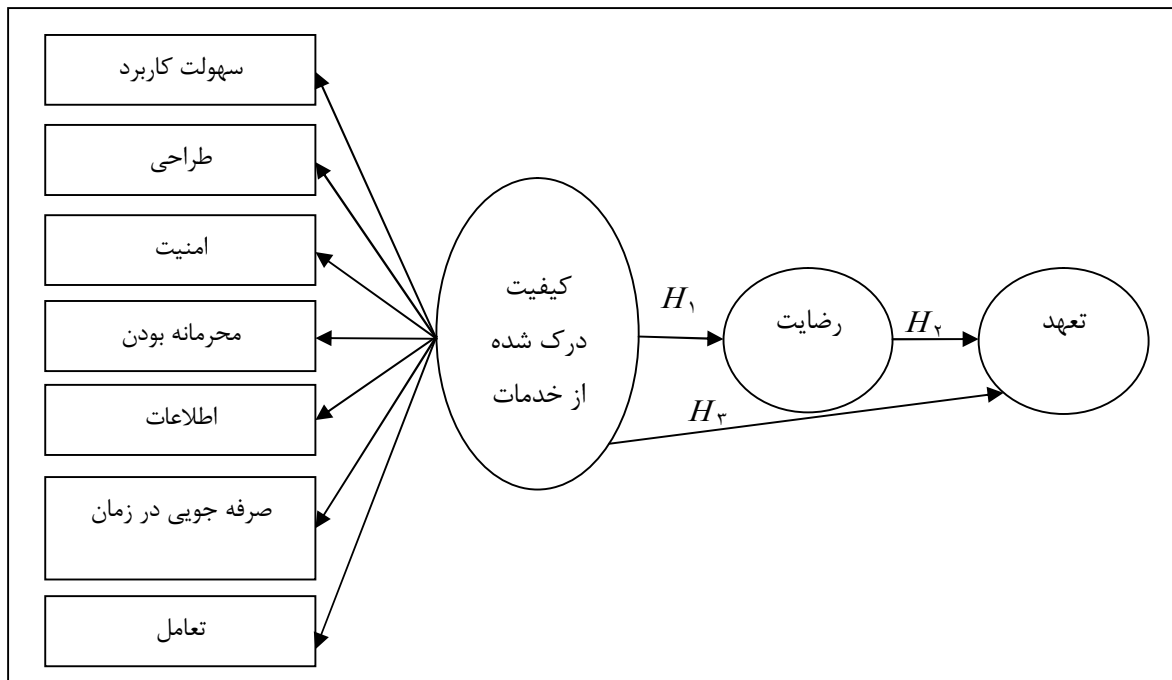 سهولت کاربرد
طراحی
امنیت
محرمانه بودن
اطلاعات
صرفه جویی در زمان
تعامل
کیفیت
درک شده
از خدمات
H۱
رضایت
H۲
تعهد
H۳